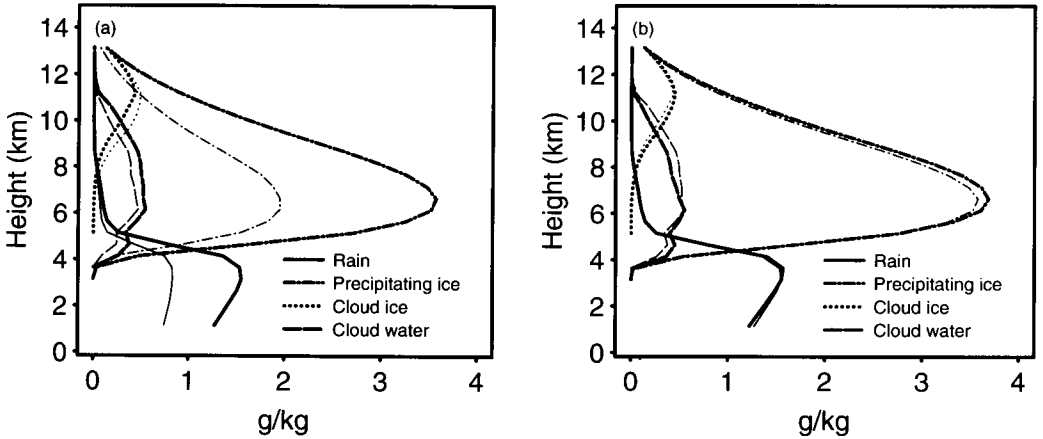 (a)
Height (km)
14
12
10
8
6
4
2
0
Rain
Precipitating ice
Cloud ice
Cloud water
0 1 2 3 4
g/kg
(b)
Height (km)
14
12
10
8
6
4
2
0
Rain
Precipitating ice
Cloud ice
Cloud water
0 1 2 3 4
g/kg